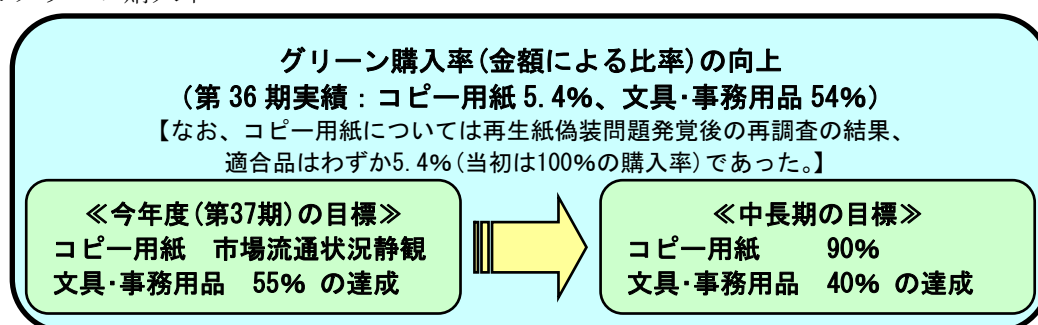 グリーン購入率(金額による比率)の向上
(第 36 期実績：コピー用紙 5.4％、文具･事務用品 54％)
【なお、コピー用紙については再生紙偽装問題発覚後の再調査の結果、
適合品はわずか5.4％(当初は100％の購入率)であった。】
≪今年度(第37期)の目標≫
コピー用紙　市場流通状況静観
文具･事務用品　55％ の達成
≪中長期の目標≫
コピー用紙　　　90％
文具･事務用品　40％ の達成